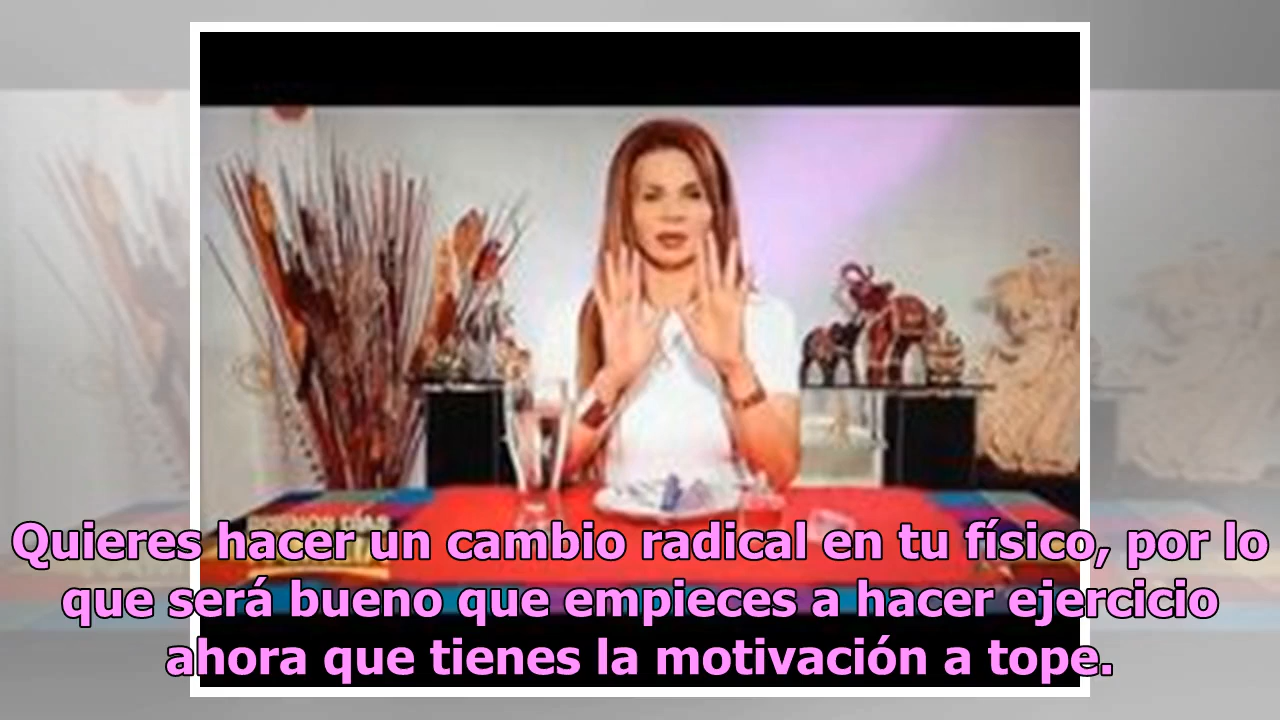 Quieres hacer un cambio radical en tu físico, por lo
que será bueno que empieces a hacer ejercicio
ahora que tienes la motivación a tope.